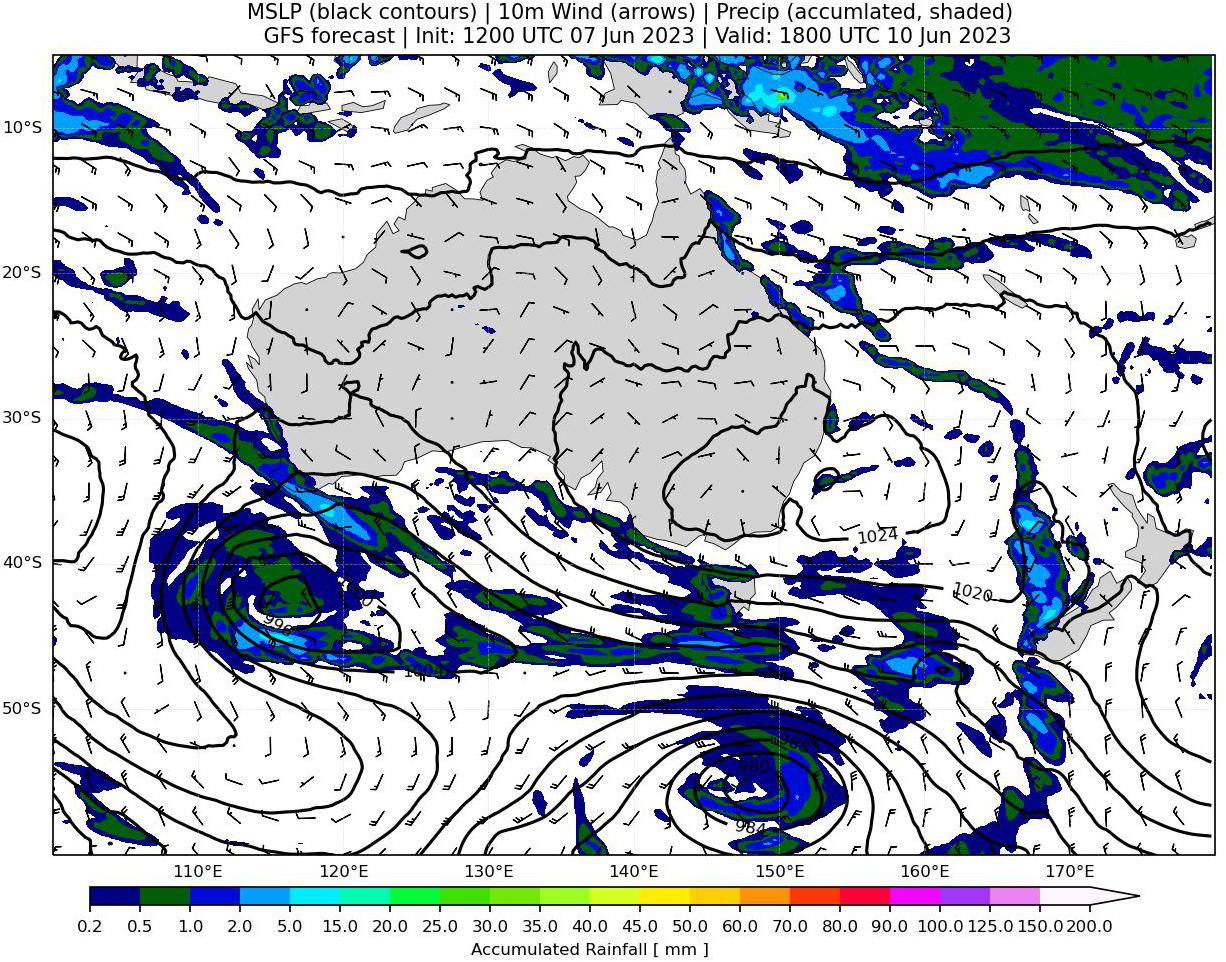 MSLP (black contours) | 10m Wind (arrows) | Precip (accumlated, shaded)
GFS forecast | Init: 1200 UTC 07 Jun 2023 | Valid: 1800 UTC 10 Jun 2023
10°S
20°S
30°S
1024
40°S
1020
996
1004
50°S
988
980
984
110°E 120°E 130°E 140°E 150°E 160°E 170°E
0.2 0.5 1.0 2.0 5.0 10.0 15.0 20.0 25.0 30.0 35.0 40.0 45.0 50.0 60.0 70.0 80.0 90.0 100.0 125.0 150.0 200.0
Accumulated Rainfall [ mm ]